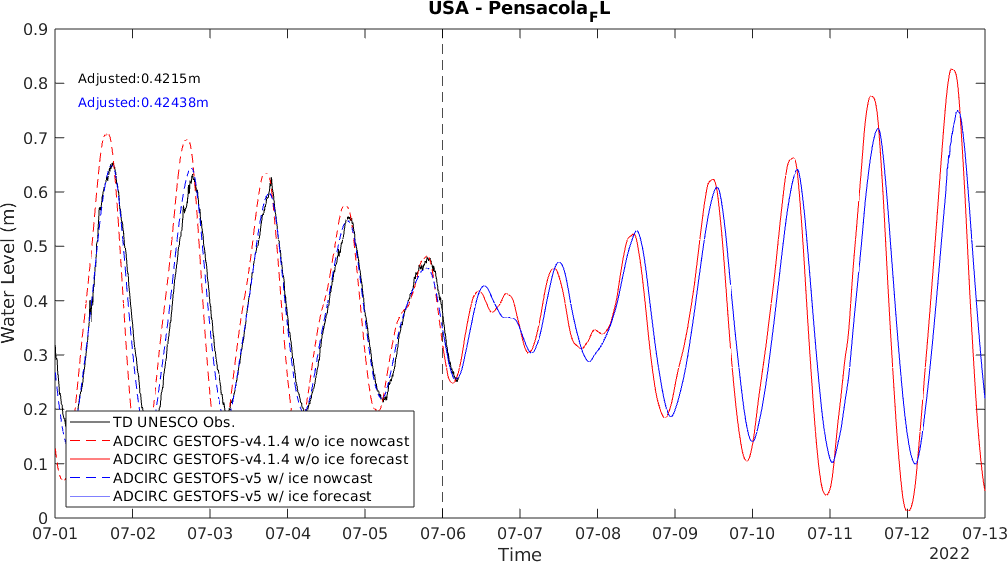 USA - Pensacola_FL
0.9
0.8
0.7
0.6
0.5
0.4
0.3
0.2
0.1
0
Water Level (m)
Adjusted:0.4215m
Adjusted:0.42438m
TD UNESCO Obs.
ADCIRC GESTOFS-v4.1.4 w/o ice nowcast
ADCIRC GESTOFS-v4.1.4 w/o ice forecast
ADCIRC GESTOFS-v5 w/ ice nowcast
ADCIRC GESTOFS-v5 w/ ice forecast
07-01 07-02 07-03 07-04 07-05 07-06 07-07 07-08 07-09 07-10 07-11 07-12 07-13
Time
2022